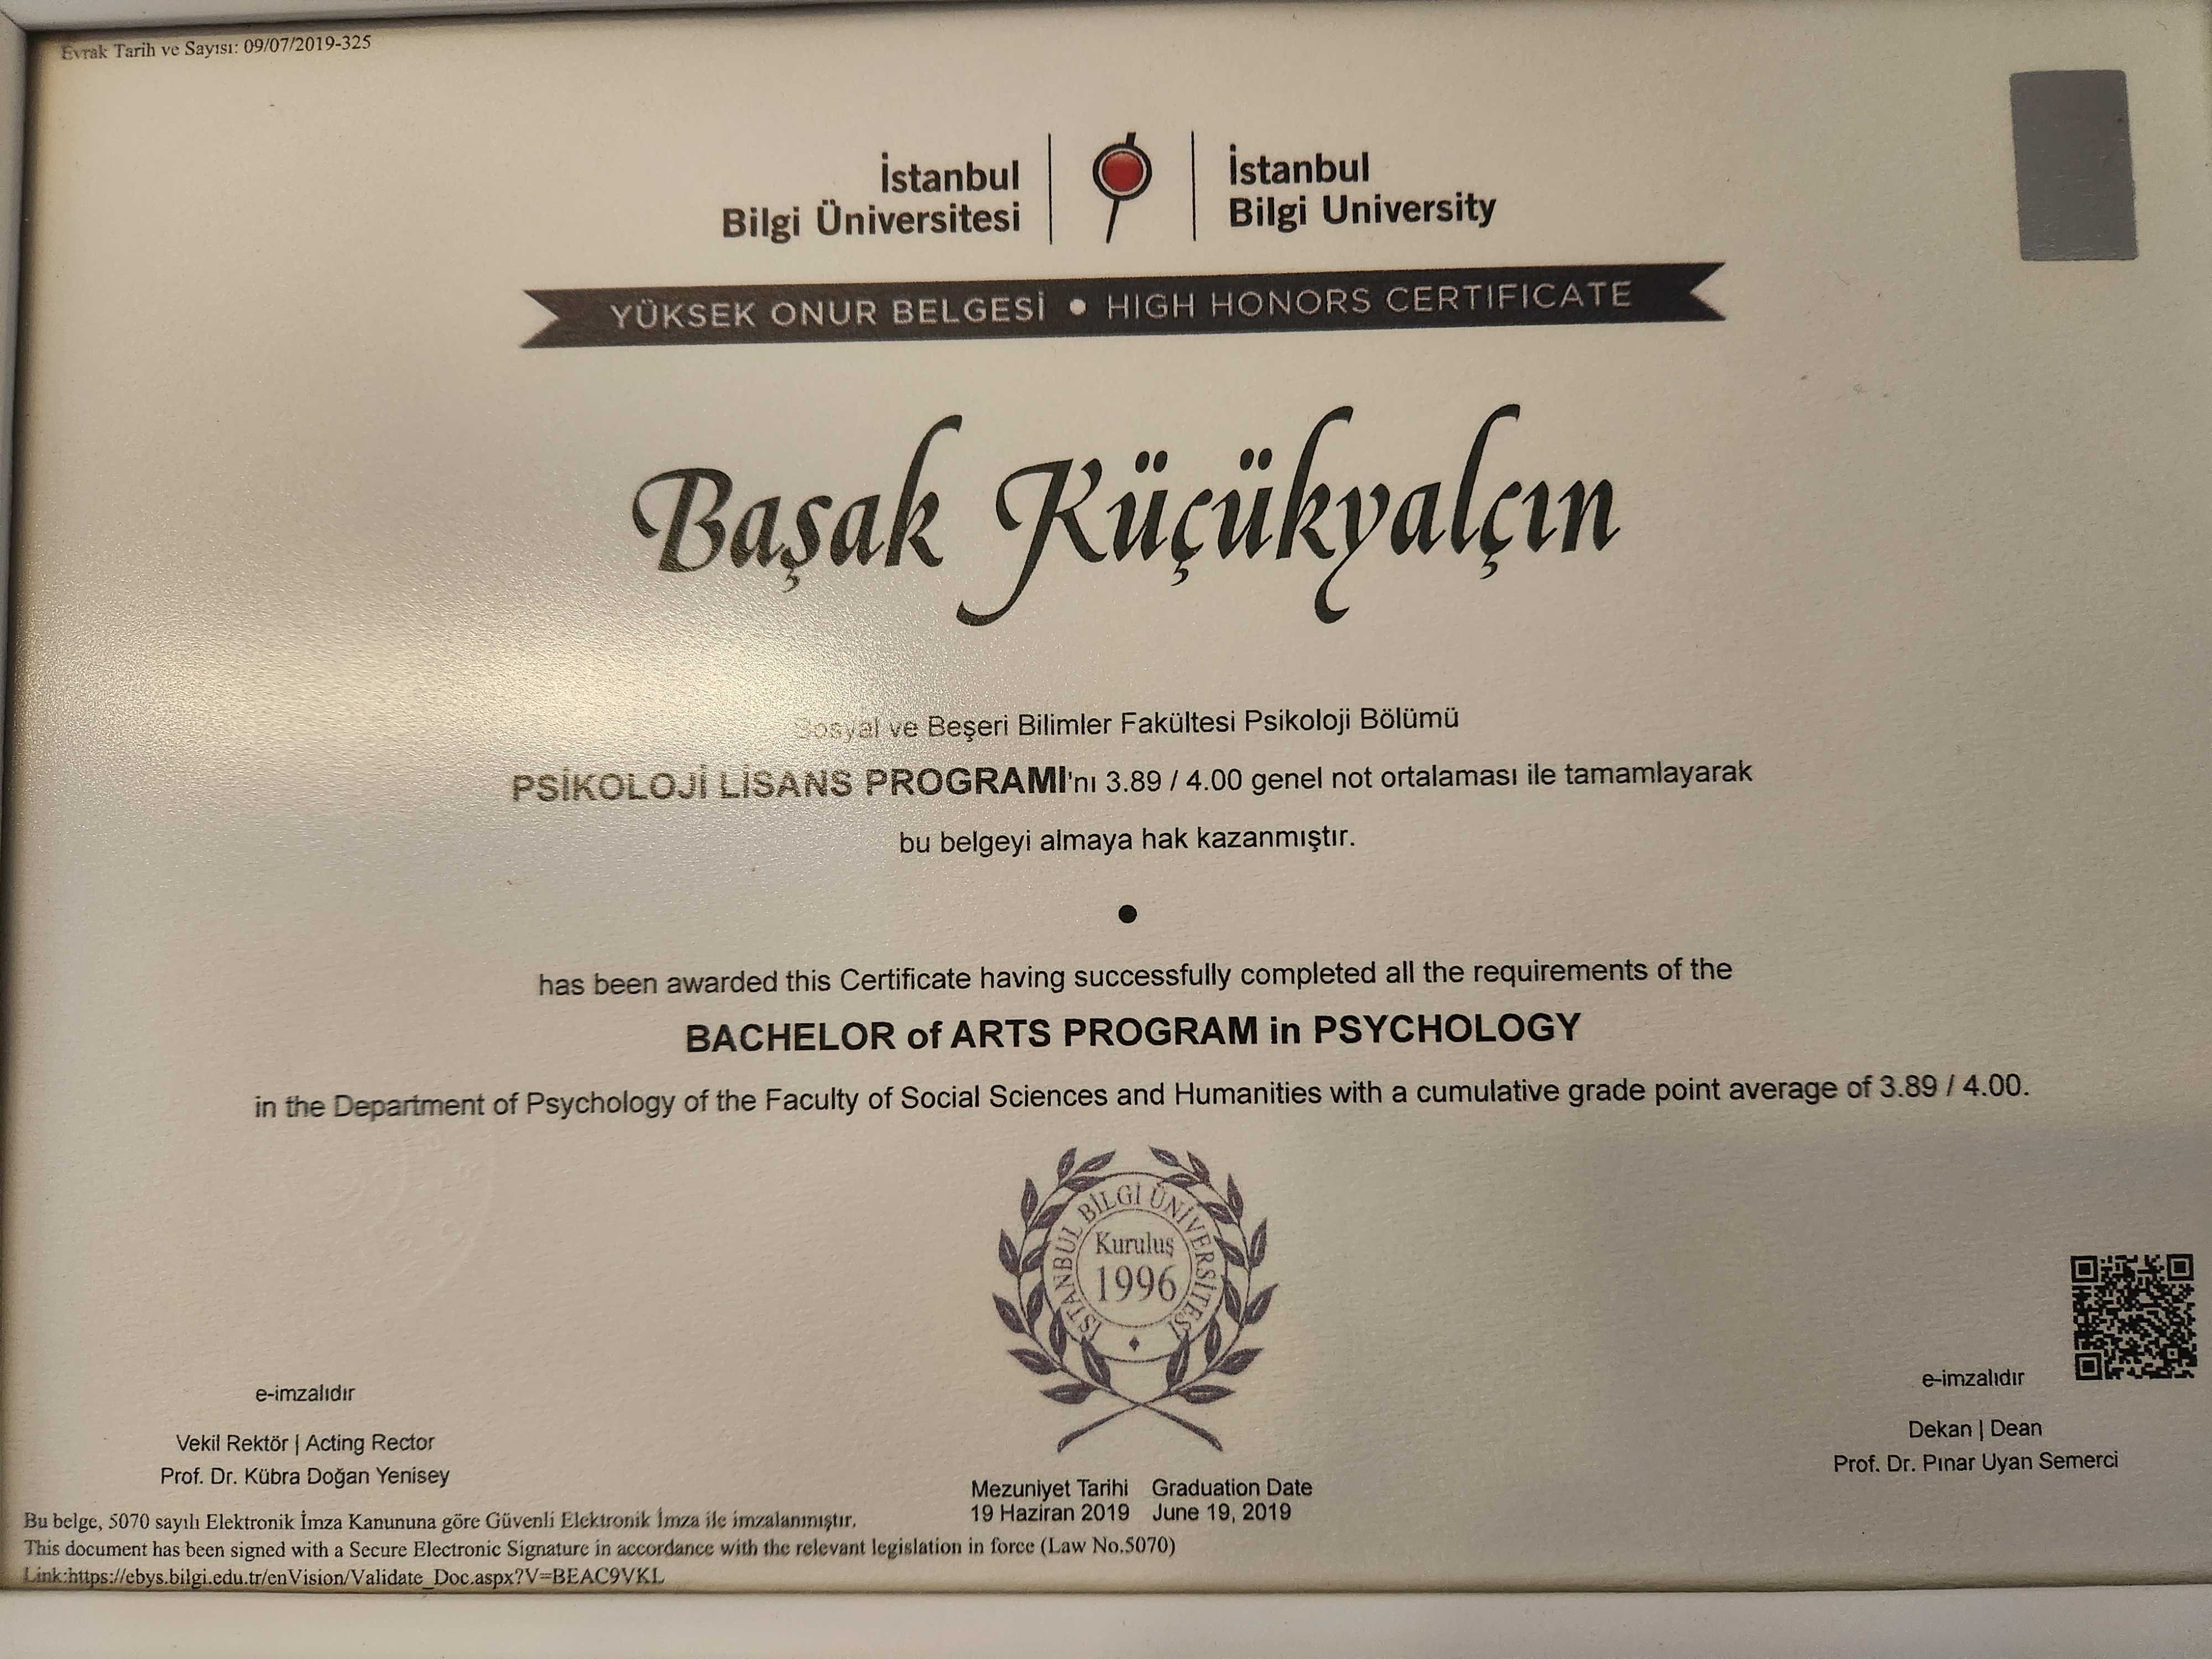 Evrak Tarih ve Sayısı: 09/07/2019-325
İstanbul
Bilgi Üniversitesi
İstanbul
Bilgi University
YÜKSEK ONUR BELGESİ • HIGH HONORS CERTIFICATE
Başak Küçükyalçın
Sosyal ve Beşeri Bilimler Fakültesi Psikoloji Bölümü
PSİKOLOJİ LİSANS PROGRAMI'nı 3.89 / 4.00 genel not ortalaması ile tamamlayarak
bu belgeyi almaya hak kazanmıştır.
•
has been awarded this Certificate having successfully completed all the requirements of the
BACHELOR of ARTS PROGRAM in PSYCHOLOGY
in the Department of Psychology of the Faculty of Social Sciences and Humanities with a cumulative grade point average of 3.89 / 4.00.
İSTANBUL BİLGİ ÜNİVERSİTESİ
Kuruluş
1996
e-imzalıdır
Vekil Rektör | Acting Rector
Prof. Dr. Kübra Doğan Yenisey
e-imzalıdır
Dekan | Dean
Prof. Dr. Pınar Uyan Semerci
Mezuniyet Tarihi Graduation Date
19 Haziran 2019 June 19, 2019
Bu belge, 5070 sayılı Elektronik İmza Kanununa göre Güvenli Elektronik İmza ile imzalanmıştır.
This document has been signed with a Secure Electronic Signature in accordance with the relevant legislation in force (Law No.5070)
Link:https://ebys.bilgi.edu.tr/enVision/Validate_Doc.aspx?V=BEAC9VKL